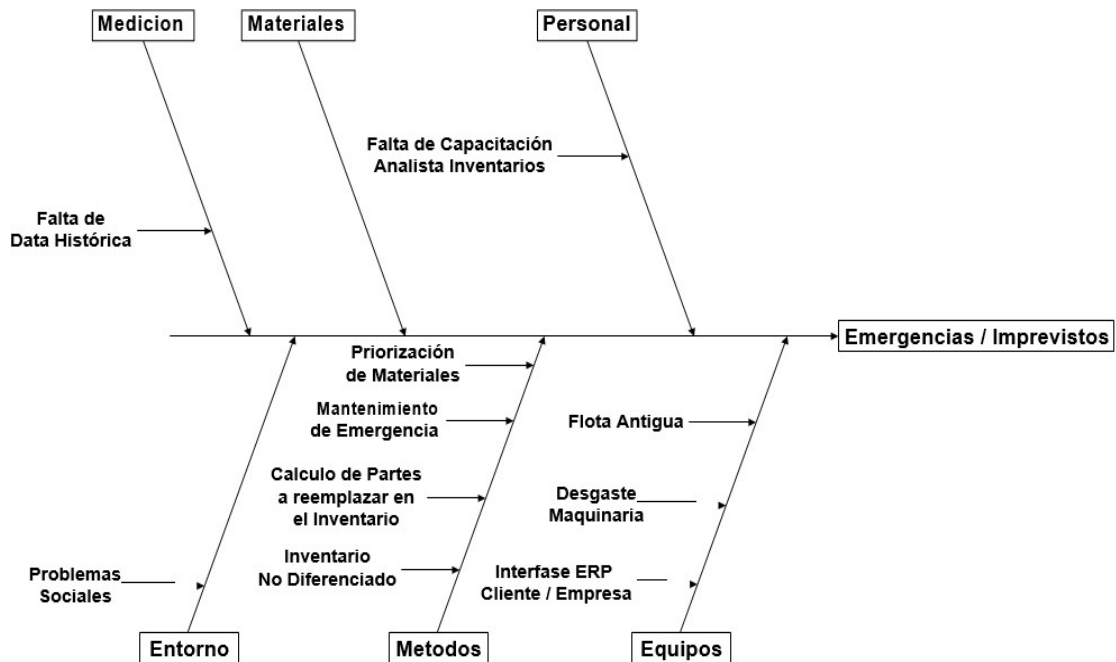 Medicion
Materiales
Personal
Falta de Capacitación
Analista Inventarios
Falta de
Data Histórica
Emergencias / Imprevistos
Priorización
de Materiales
Mantenimiento
de Emergencia
Flota Antigua
Calculo de Partes
a reemplazar en
el Inventario
Desgaste
Maquinaria
Inventario
No Diferenciado
Interfase ERP
Cliente / Empresa
Problemas
Sociales
Entorno
Metodos
Equipos